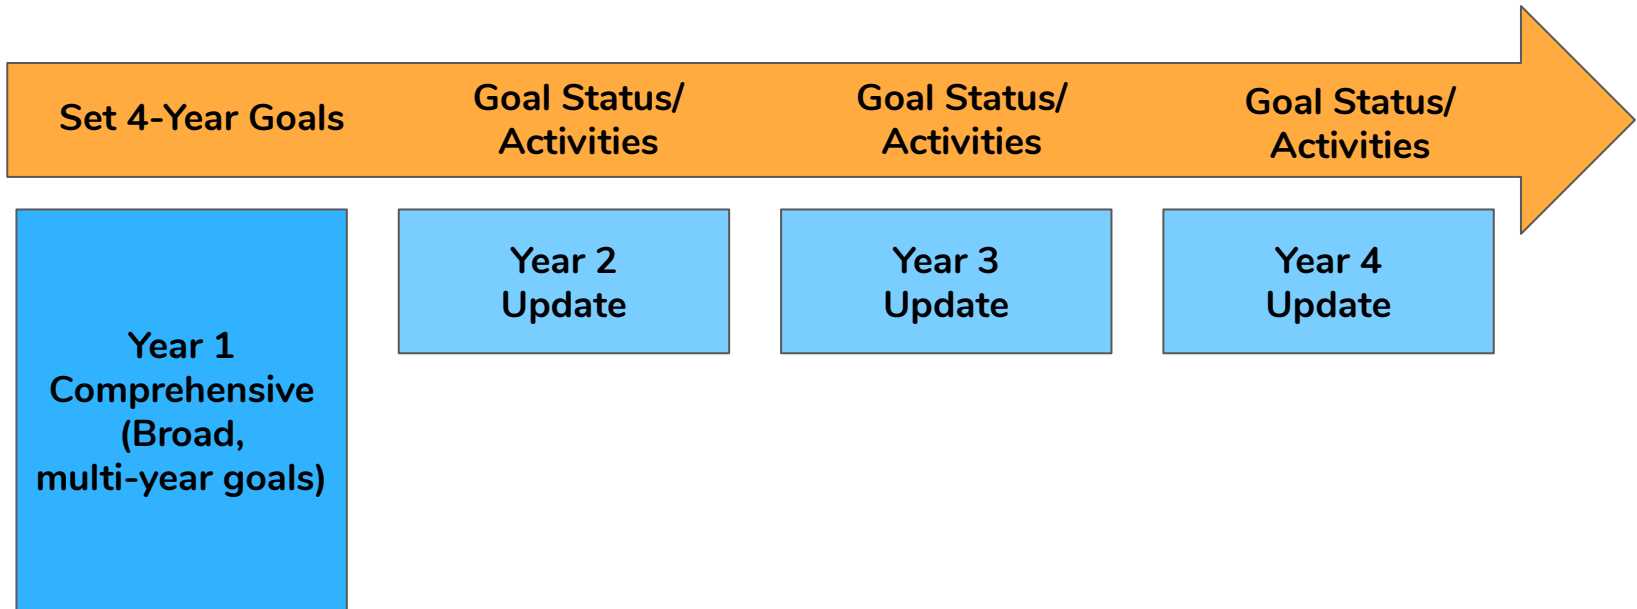 Set 4-Year Goals
Goal Status/
Activities
Goal Status/
Activities
Goal Status/
Activities
Year 1
Comprehensive
(Broad,
multi-year goals)
Year 2
Update
Year 3
Update
Year 4
Update